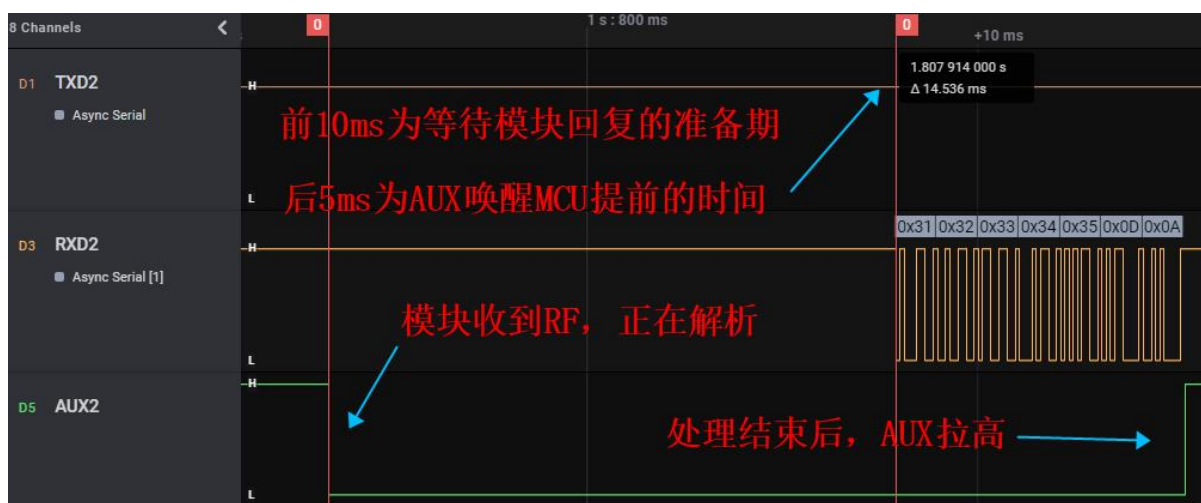 8 Channels
0
1 s : 800 ms
0
+10 ms
D1 TXD2
Async Serial
H
L
1.807 914 000 s
Δ 14.536 ms
前10ms为等待模块回复的准备期
后5ms为AUX唤醒MCU提前的时间
D3 RXD2
Async Serial [1]
H
L
0x31 0x32 0x33 0x34 0x35 0x0D 0x0A
模块收到RF，正在解析
D5 AUX2
H
L
处理结束后，AUX拉高